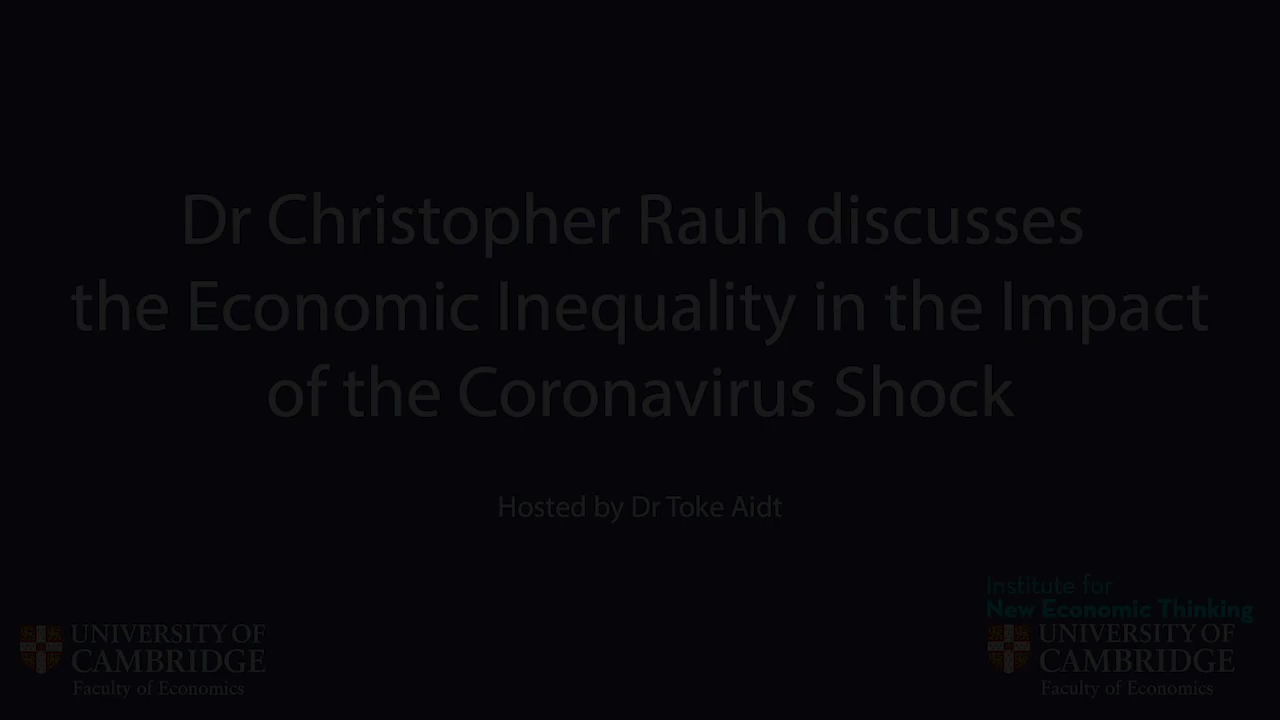 Dr Christopher Rauh discusses
the Economic Inequality in the Impact
of the Coronavirus Shock
Hosted by Dr Toke Aidt
UNIVERSITY OF
CAMBRIDGE
Faculty of Economics
Institute for
New Economic Thinking
UNIVERSITY OF
CAMBRIDGE
Faculty of Economics